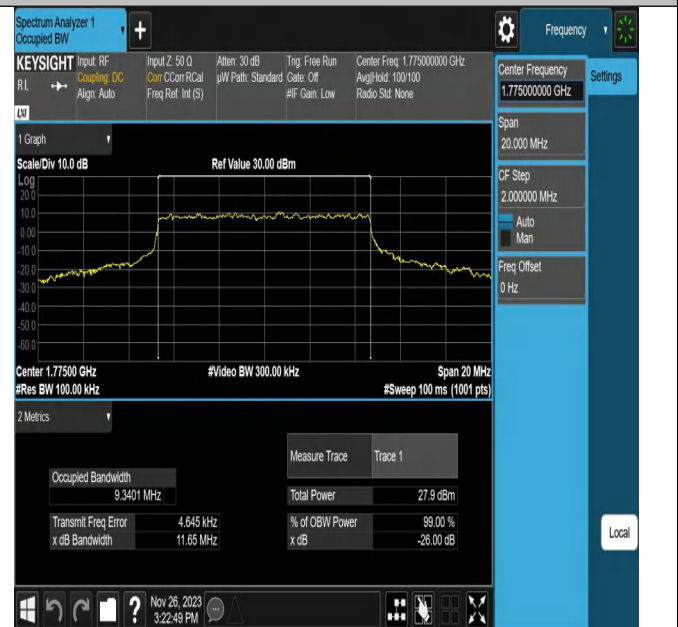 Spectrum Analyzer 1
Occupied BW
+
Frequency
KEYSIGHT
RL
LXI
Input: RF
Coupling: DC
Align: Auto
Input Z: 50 Ω
Corr CCorr RCal
Freq Ref: Int (S)
Atten: 30 dB
µW Path: Standard
Trig: Free Run
Gate: Off
#IF Gain: Low
Center Freq: 1.775000000 GHz
Avg|Hold: 100/100
Radio Std: None
Center Frequency
1.775000000 GHz
Settings
Span
20.000 MHz
CF Step
2.000000 MHz
Auto
Man
Freq Offset
0 Hz
Local
1 Graph
Scale/Div 10.0 dB
Ref Value 30.00 dBm
Log
20.0
10.0
0.00
-10.0
-20.0
-30.0
-40.0
-50.0
-60.0
Center 1.77500 GHz
#Video BW 300.00 kHz
Span 20 MHz
#Res BW 100.00 kHz
#Sweep 100 ms (1001 pts)
2 Metrics
Measure Trace
Trace 1
Occupied Bandwidth
9.3401 MHz
Total Power
27.9 dBm
Transmit Freq Error
4.645 kHz
% of OBW Power
99.00 %
x dB Bandwidth
11.65 MHz
x dB
-26.00 dB
?
Nov 26, 2023
3:22:49 PM